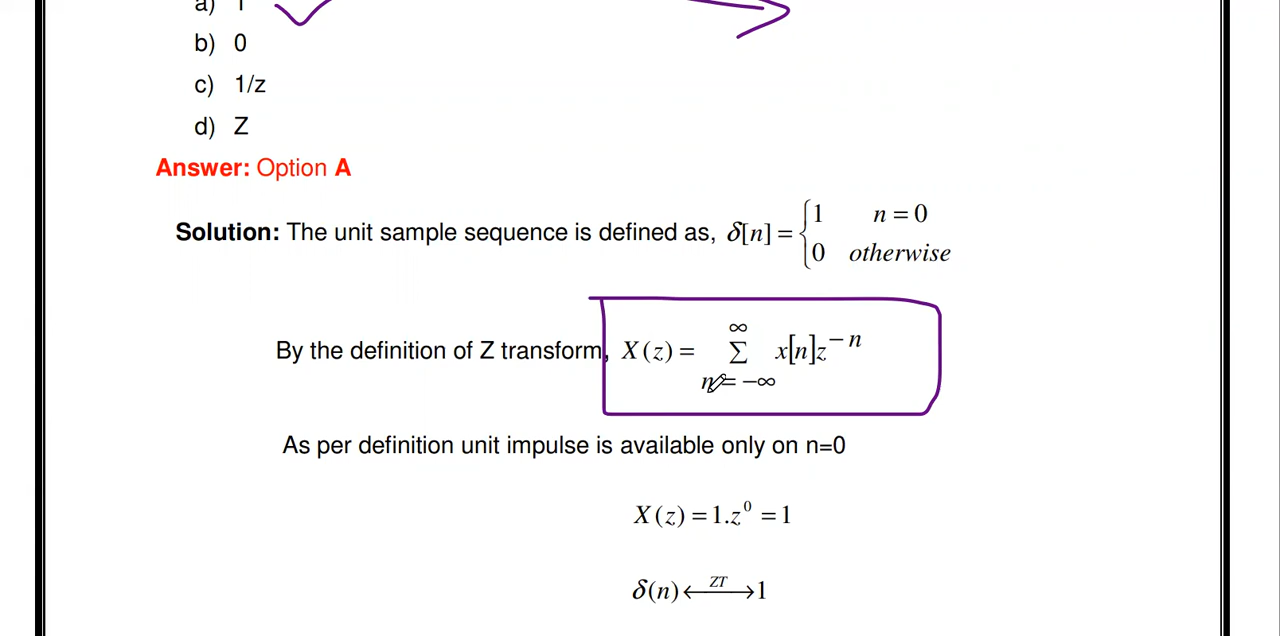 a) 1
b) 0
c) 1/z
d) Z
Answer: Option A
Solution: The unit sample sequence is defined as, δ[n] = {1 n = 0
0 otherwise
By the definition of Z transform, X(z) = ∑ x[n]z^{-n}
∞
n = −∞
As per definition unit impulse is available only on n=0
X(z) = 1.z^0 = 1
δ(n) ⟷ZT 1